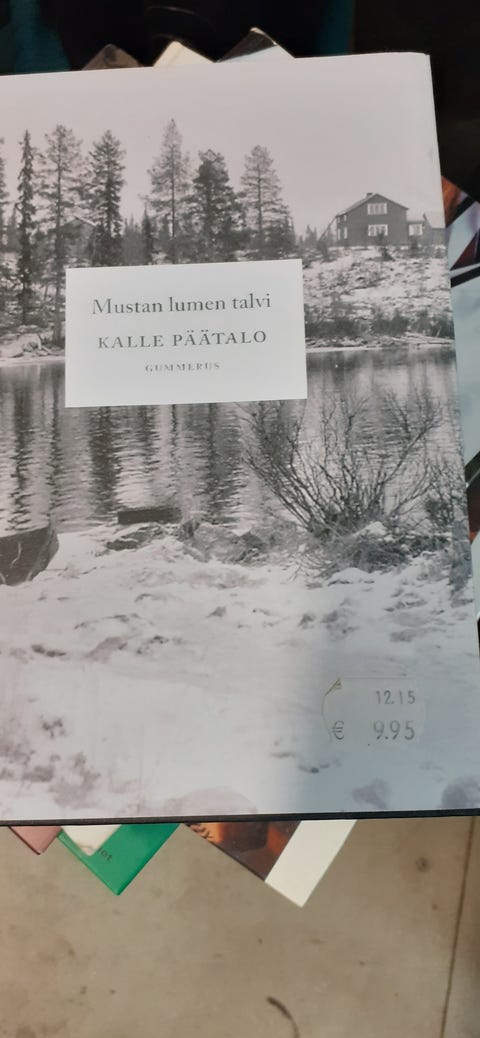 Mustan lumen talvi
KALLE PÄÄTALO
GUMMERUS
12.15
€ 9.95